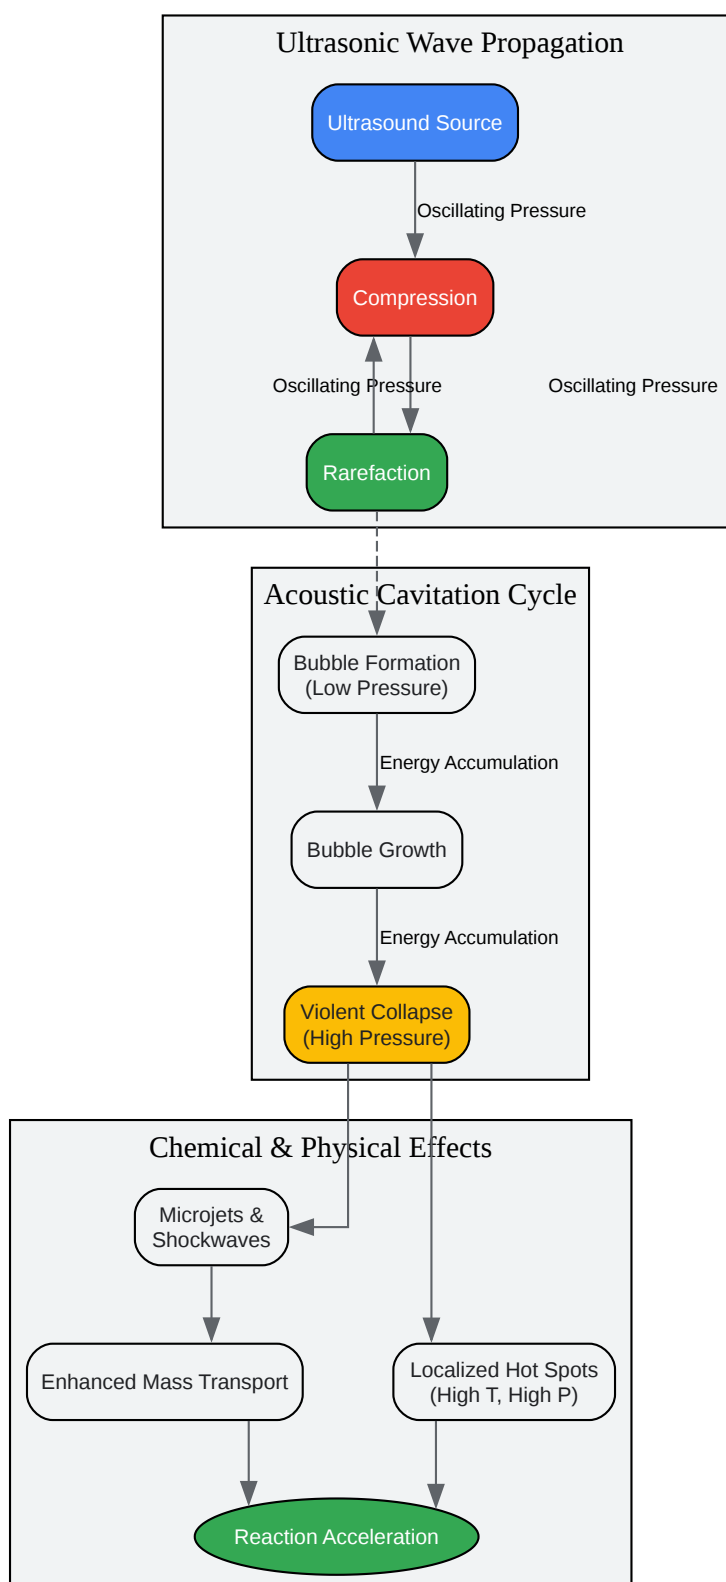 Ultrasonic Wave Propagation
Ultrasound Source
Oscillating Pressure
Compression
Oscillating Pressure
Oscillating Pressure
Rarefaction
Acoustic Cavitation Cycle
Bubble Formation
(Low Pressure)
Energy Accumulation
Bubble Growth
Energy Accumulation
Violent Collapse
(High Pressure)
Chemical & Physical Effects
Microjets &
Shockwaves
Enhanced Mass Transport
Localized Hot Spots
(High T, High P)
Reaction Acceleration